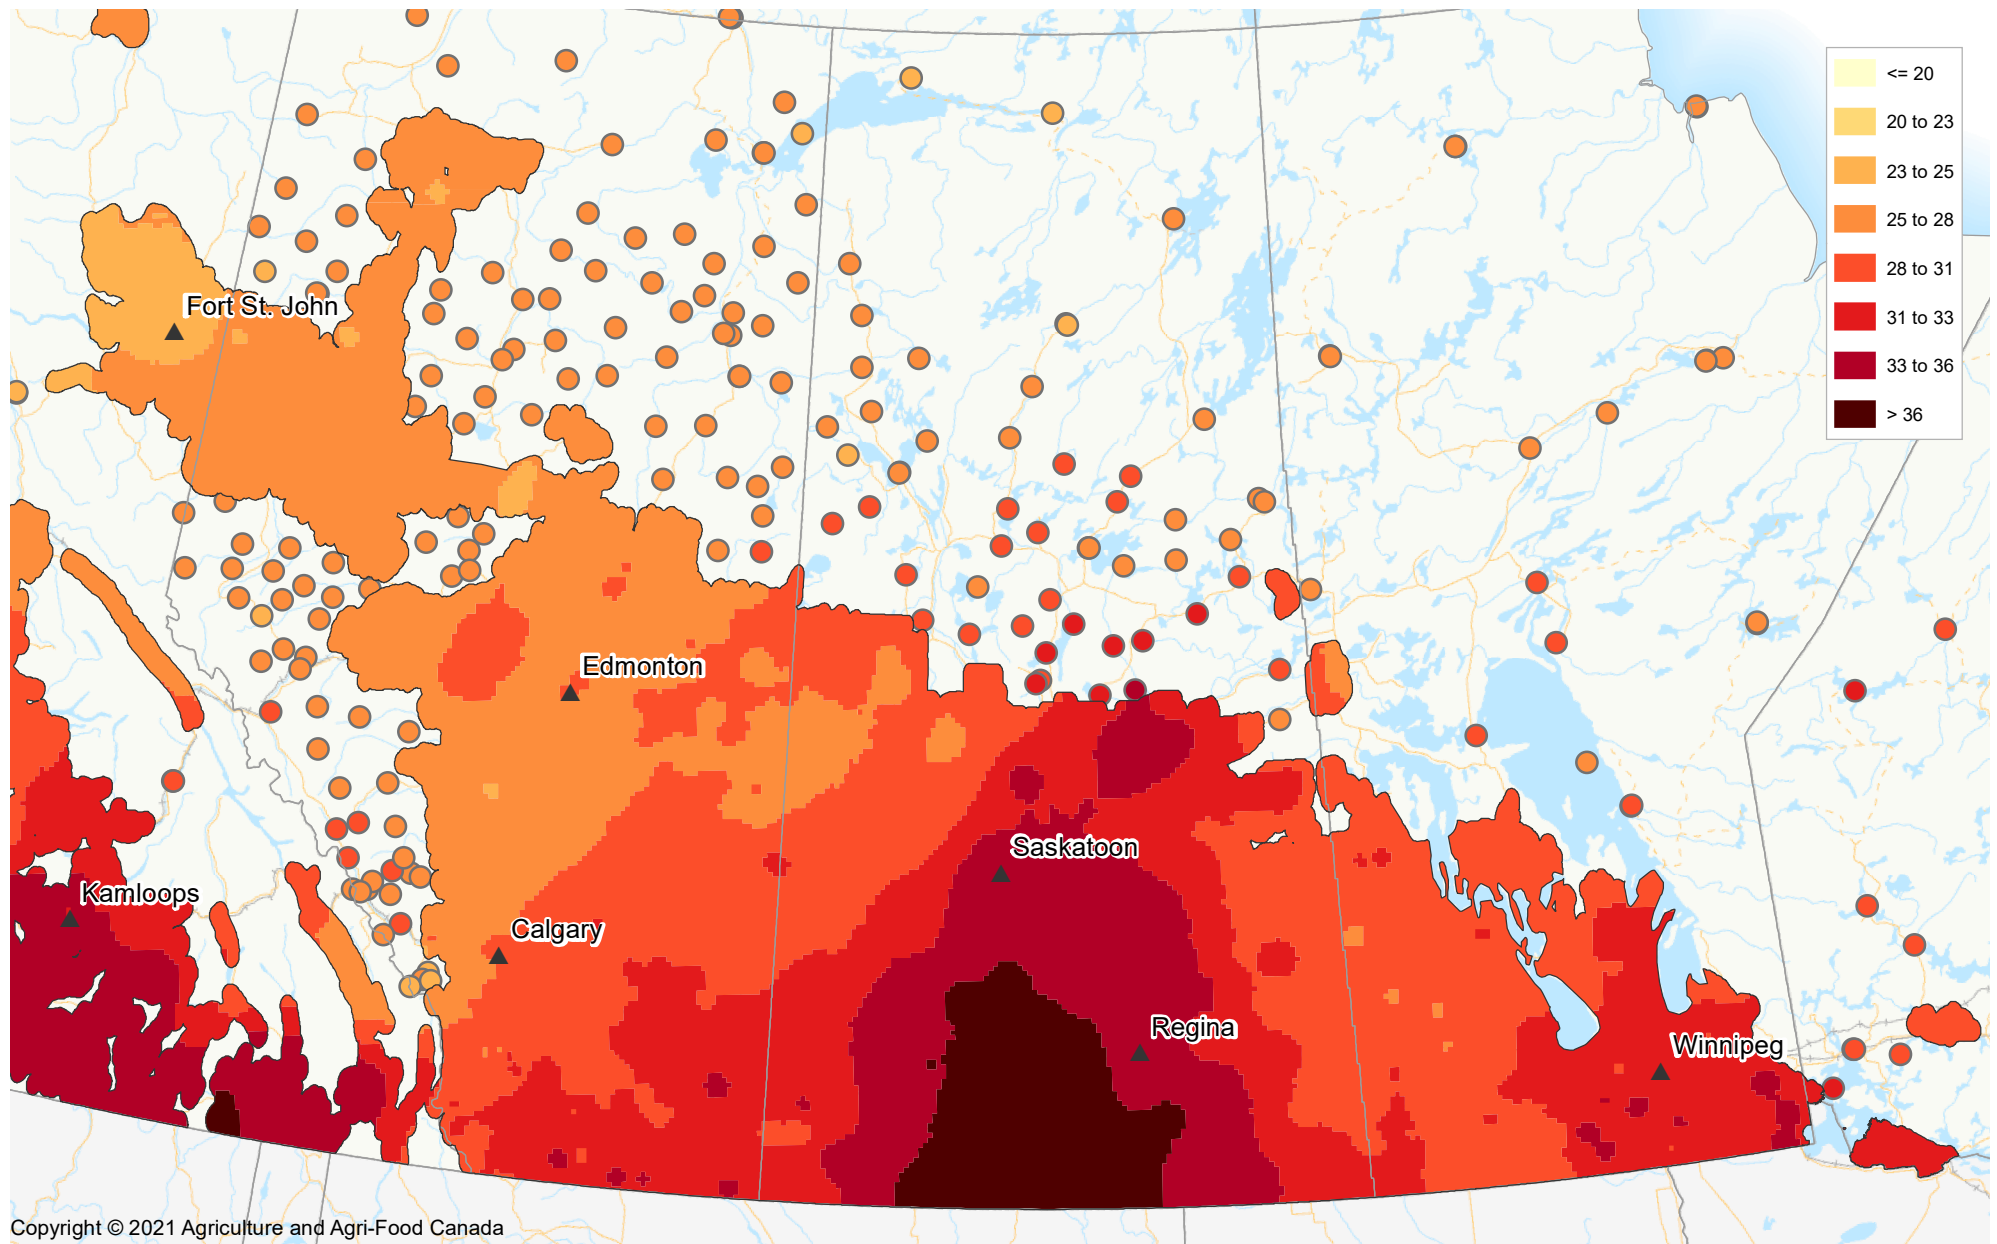 <= 20
20 to 23
23 to 25
25 to 28
28 to 31
31 to 33
33 to 36
> 36
Fort St. John
Edmonton
Saskatoon
Kamloops
Calgary
Regina
Winnipeg
Copyright © 2021 Agriculture and Agri-Food Canada